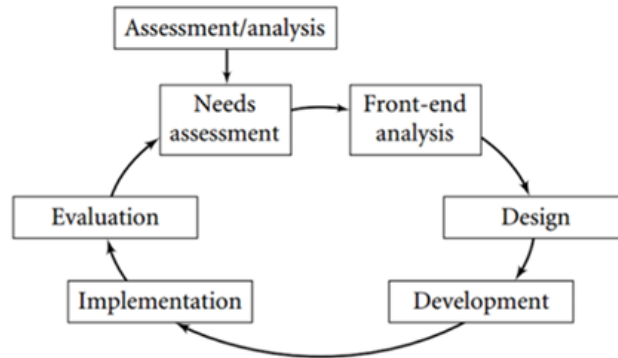 Assessment/analysis
Needs
assessment
Front-end
analysis
Evaluation
Design
Implementation
Development